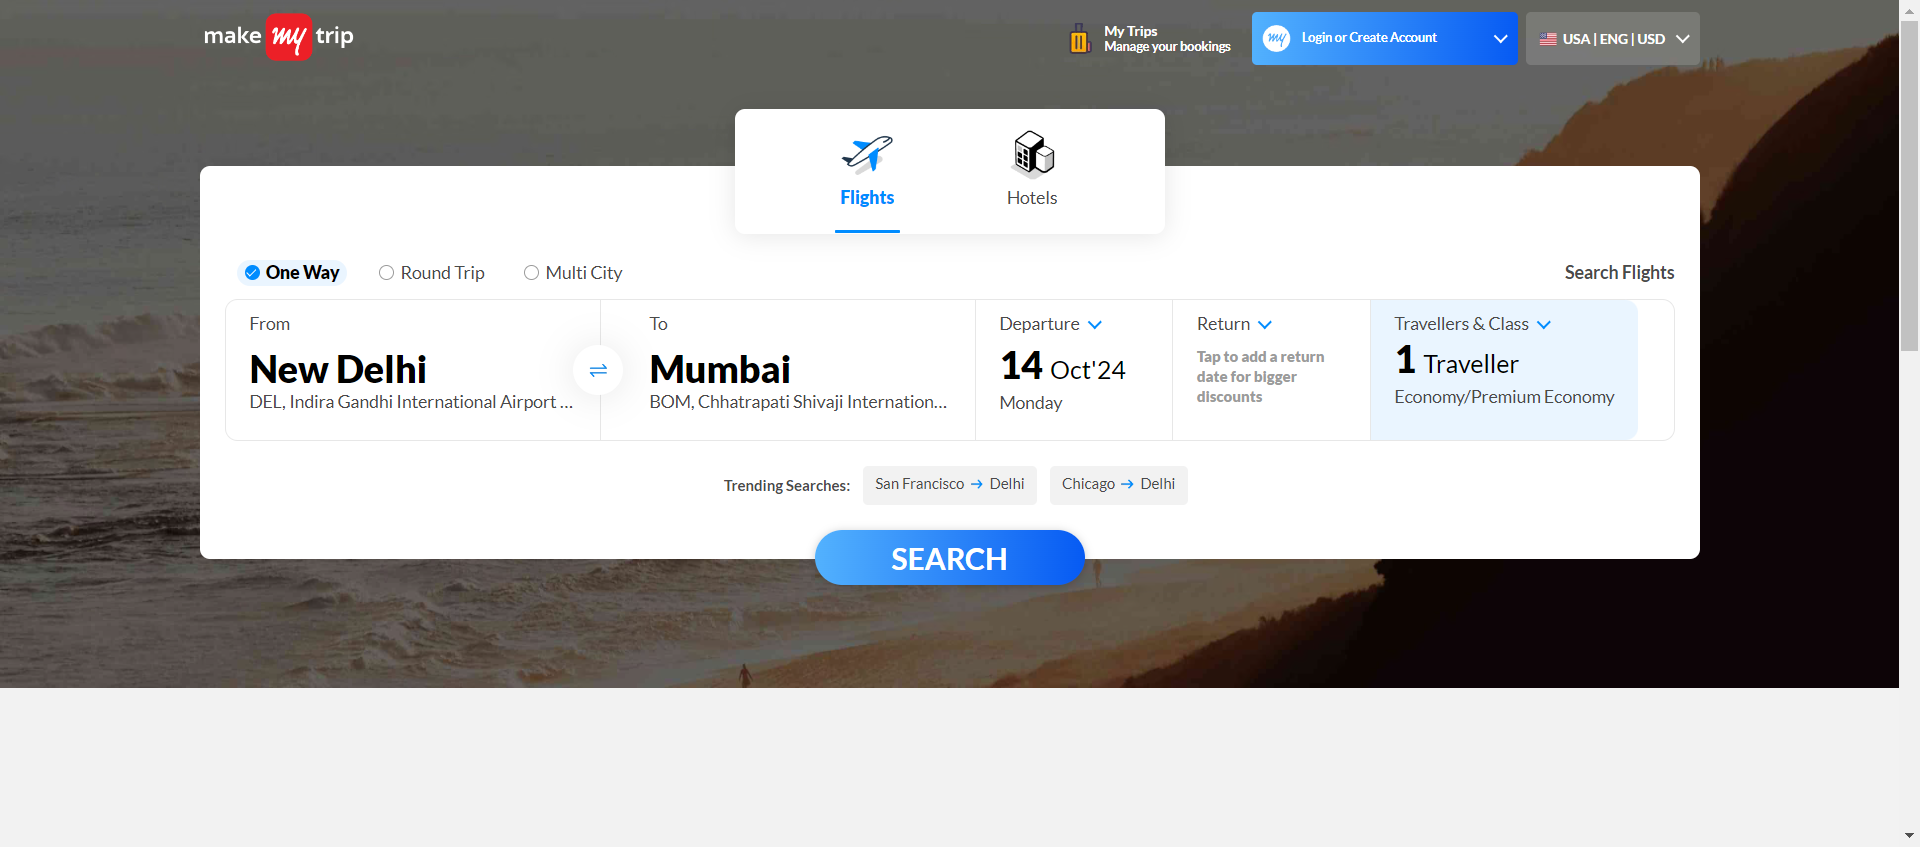 make my trip
My Trips
Manage your bookings
my
Login or Create Account
USA | ENG | USD
Flights
Hotels
One Way
Round Trip
Multi City
Search Flights
From
New Delhi
DEL, Indira Gandhi International Airport ...
To
Mumbai
BOM, Chhatrapati Shivaji Internation...
Departure
14 Oct'24
Monday
Return
Tap to add a return
date for bigger
discounts
Travellers & Class
1 Traveller
Economy/Premium Economy
Trending Searches:
San Francisco → Delhi
Chicago → Delhi
SEARCH